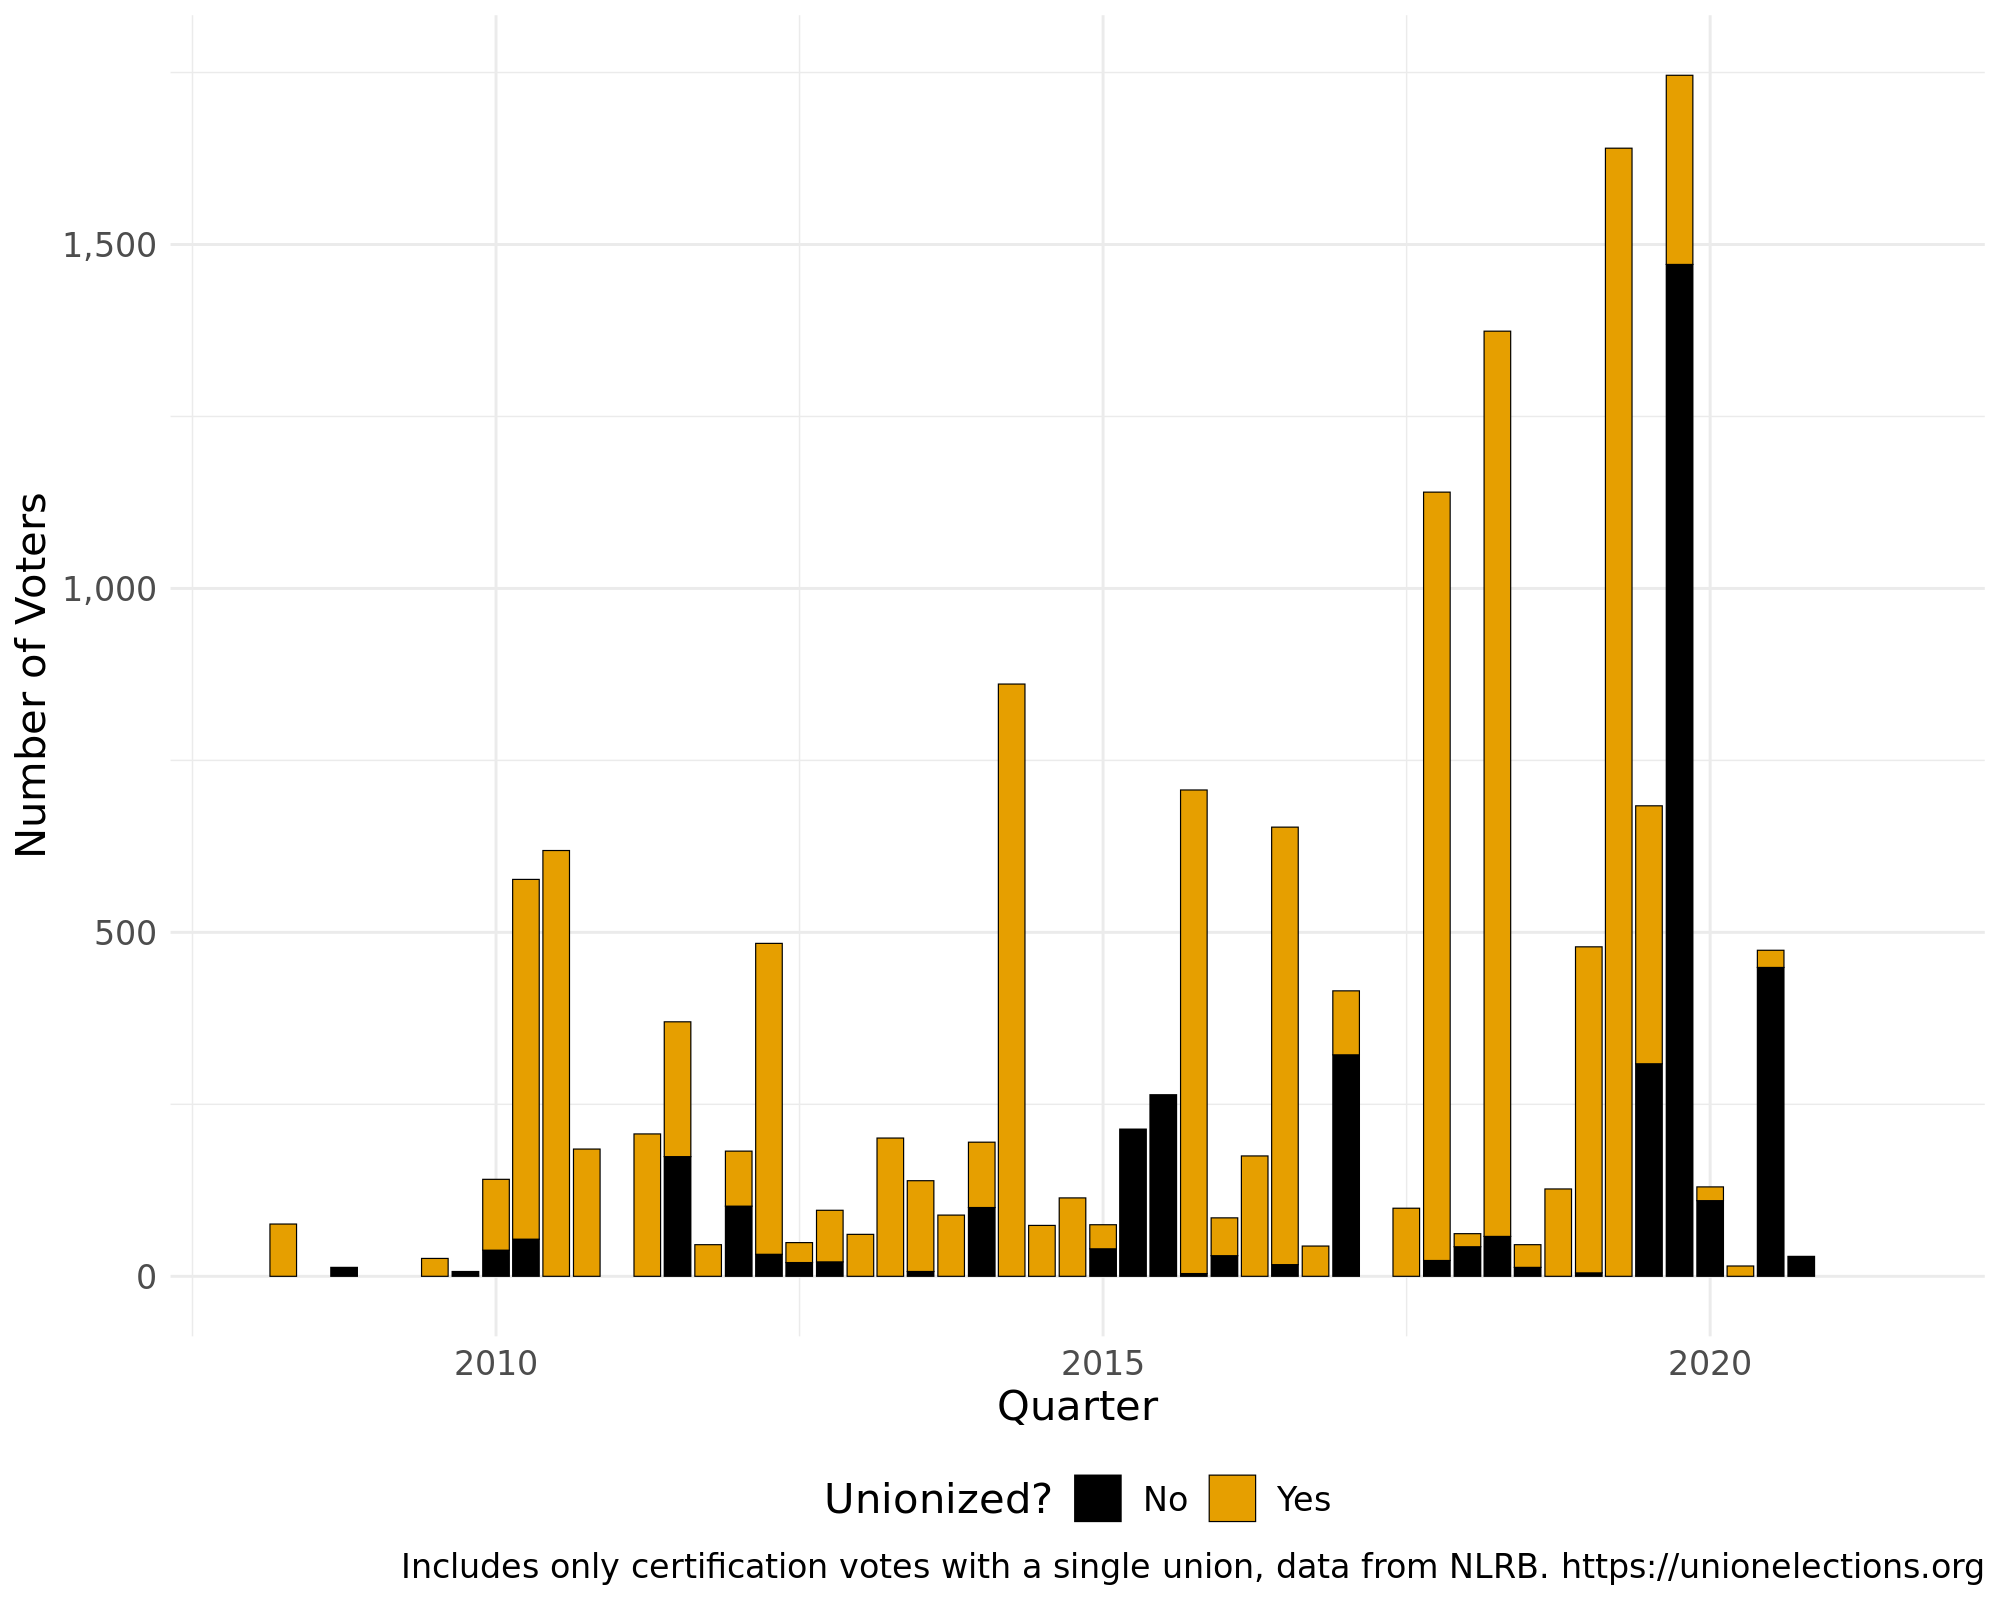 Number of Voters
1,500
1,000
500
0
2010 2015 2020
Quarter
Unionized? No Yes
Includes only certification votes with a single union, data from NLRB. https://unionelections.org